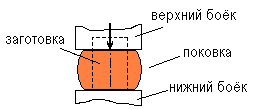 верхний боёк
заготовка
поковка
нижний боёк